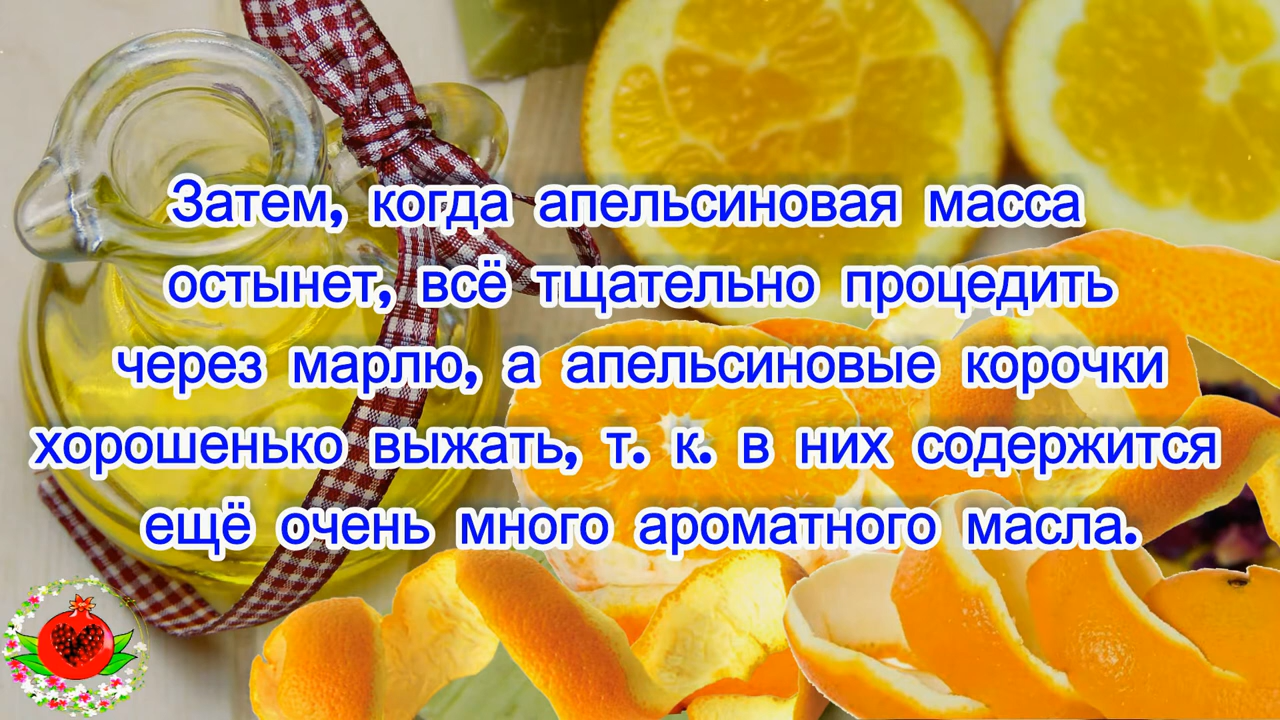 Затем, когда апельсиновая масса
остынет, всё тщательно процедить
через марлю, а апельсиновые корочки
хорошенько выжать, т. к. в них содержится
ещё очень много ароматного масла.